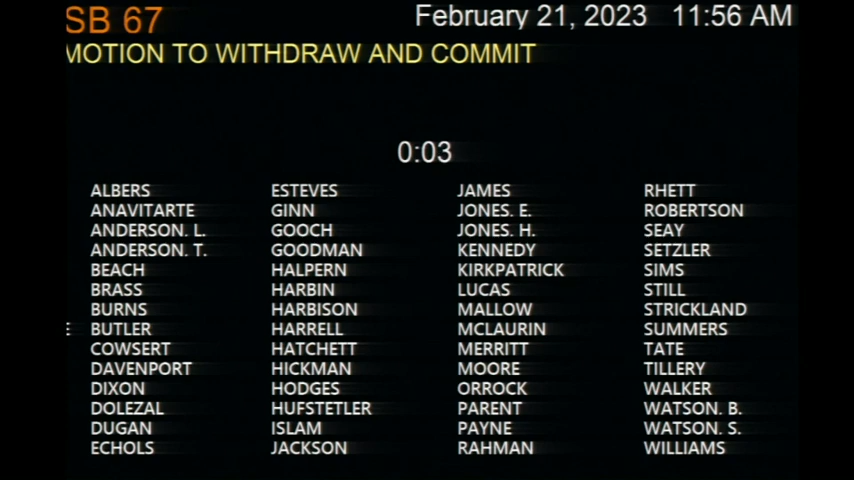 SB 67 February 21, 2023 11:56 AM
MOTION TO WITHDRAW AND COMMIT
0:03
ALBERS ESTEVES JAMES RHETT
ANAVITARTE GINN JONES. E. ROBERTSON
ANDERSON. L. GOOCH JONES. H. SEAY
ANDERSON. T. GOODMAN KENNEDY SETZLER
BEACH HALPERN KIRKPATRICK SIMS
BRASS HARBIN LUCAS STILL
BURNS HARBISON MALLOW STRICKLAND
E BUTLER HARRELL MCLAURIN SUMMERS
COWSERT HATCHETT MERRITT TATE
DAVENPORT HICKMAN MOORE TILLERY
DIXON HODGES ORROCK WALKER
DOLEZAL HUFSTETLER PARENT WATSON. B.
DUGAN ISLAM PAYNE WATSON. S.
ECHOLS JACKSON RAHMAN WILLIAMS